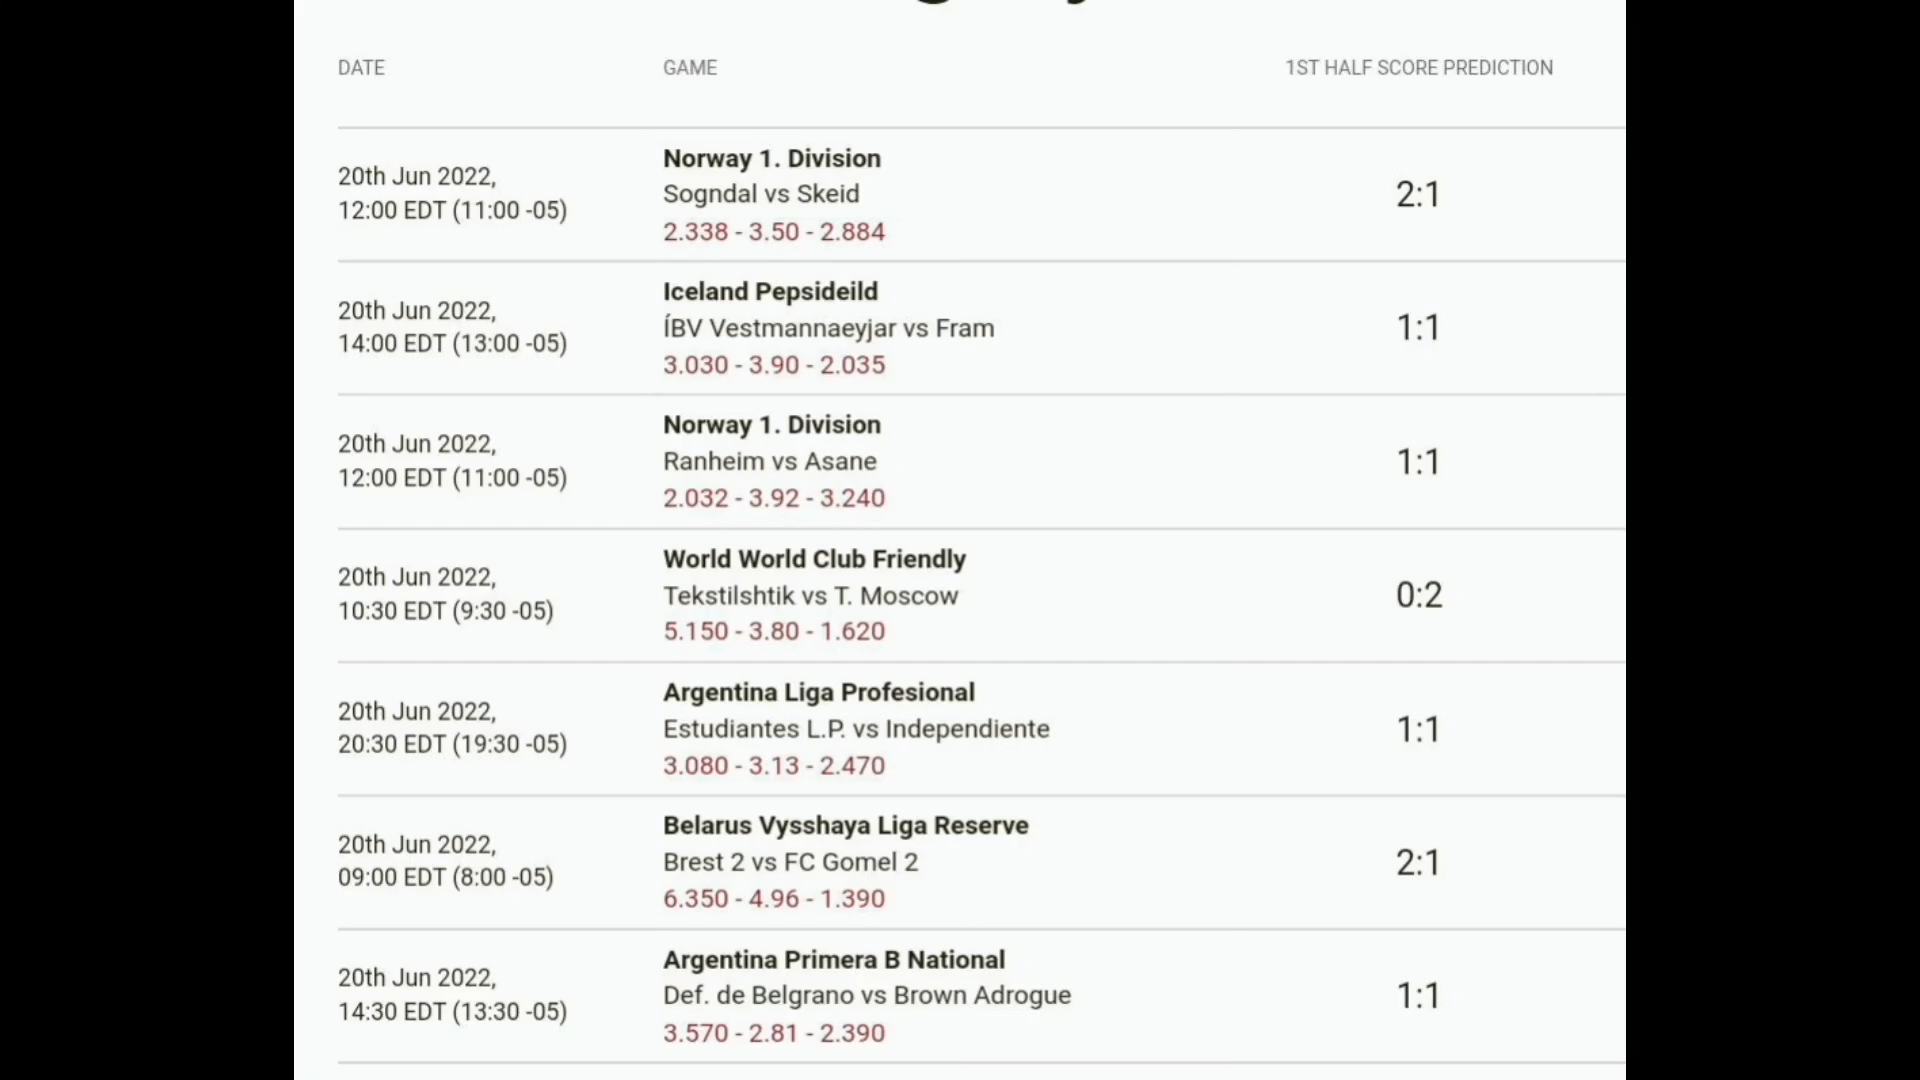 DATE GAME 1ST HALF SCORE PREDICTION
20th Jun 2022,
12:00 EDT (11:00 -05)
Norway 1. Division
Sogndal vs Skeid
2.338 - 3.50 - 2.884
2:1
20th Jun 2022,
14:00 EDT (13:00 -05)
Iceland Pepsideild
ÍBV Vestmannaeyjar vs Fram
3.030 - 3.90 - 2.035
1:1
20th Jun 2022,
12:00 EDT (11:00 -05)
Norway 1. Division
Ranheim vs Asane
2.032 - 3.92 - 3.240
1:1
20th Jun 2022,
10:30 EDT (9:30 -05)
World World Club Friendly
Tekstilshtik vs T. Moscow
5.150 - 3.80 - 1.620
0:2
20th Jun 2022,
20:30 EDT (19:30 -05)
Argentina Liga Profesional
Estudiantes L.P. vs Independiente
3.080 - 3.13 - 2.470
1:1
20th Jun 2022,
09:00 EDT (8:00 -05)
Belarus Vysshaya Liga Reserve
Brest 2 vs FC Gomel 2
6.350 - 4.96 - 1.390
2:1
20th Jun 2022,
14:30 EDT (13:30 -05)
Argentina Primera B National
Def. de Belgrano vs Brown Adrogue
3.570 - 2.81 - 2.390
1:1